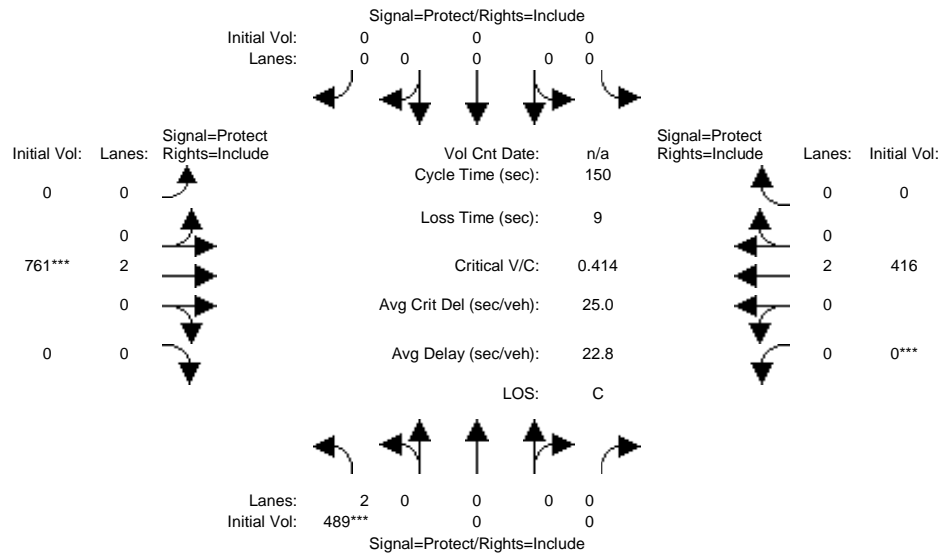 Signal=Protect/Rights=Include
Initial Vol: 0 0 0
Lanes: 0 0 0 0 0
Signal=Protect Signal=Protect
Initial Vol: Lanes: Rights=Include Vol Cnt Date: n/a Rights=Include Lanes: Initial Vol:
Cycle Time (sec): 150
0 0 0 0
Loss Time (sec): 9
0 0
761*** 2 Critical V/C: 0.414 2 416
0 Avg Crit Del (sec/veh): 25.0 0
0 0 Avg Delay (sec/veh): 22.8 0 0***
LOS: C
Lanes: 2 0 0 0 0
Initial Vol: 489*** 0 0
Signal=Protect/Rights=Include